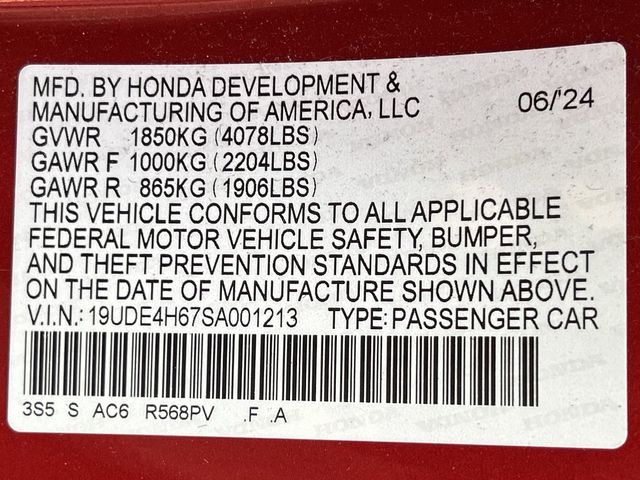 MFD. BY HONDA DEVELOPMENT &
MANUFACTURING OF AMERICA, LLC 06/'24
GVWR 1850KG (4078LBS)
GAWR F 1000KG (2204LBS)
GAWR R 865KG (1906LBS)
THIS VEHICLE CONFORMS TO ALL APPLICABLE
FEDERAL MOTOR VEHICLE SAFETY, BUMPER,
AND THEFT PREVENTION STANDARDS IN EFFECT
ON THE DATE OF MANUFACTURE SHOWN ABOVE.
V.I.N.: 19UDE4H67SA001213 TYPE: PASSENGER CAR
3S5 S AC6 R568PV .F .A